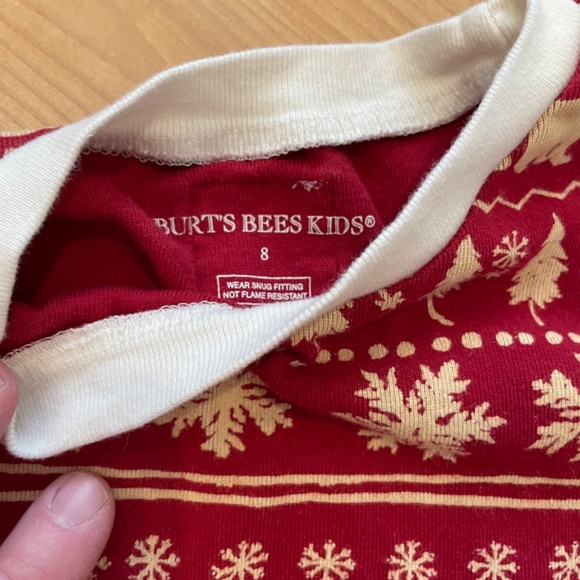 BURT'S BEES KIDS®
8
WEAR SNUG FITTING
NOT FLAME RESISTANT